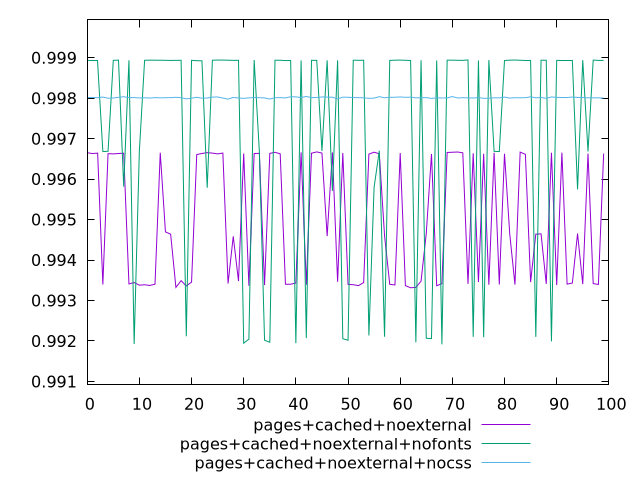 0.999
0.998
0.997
0.996
0.995
0.994
0.993
0.992
0.991
0 10 20 30 40 50 60 70 80 90 100
pages+cached+noexternal
pages+cached+noexternal+nofonts
pages+cached+noexternal+nocss